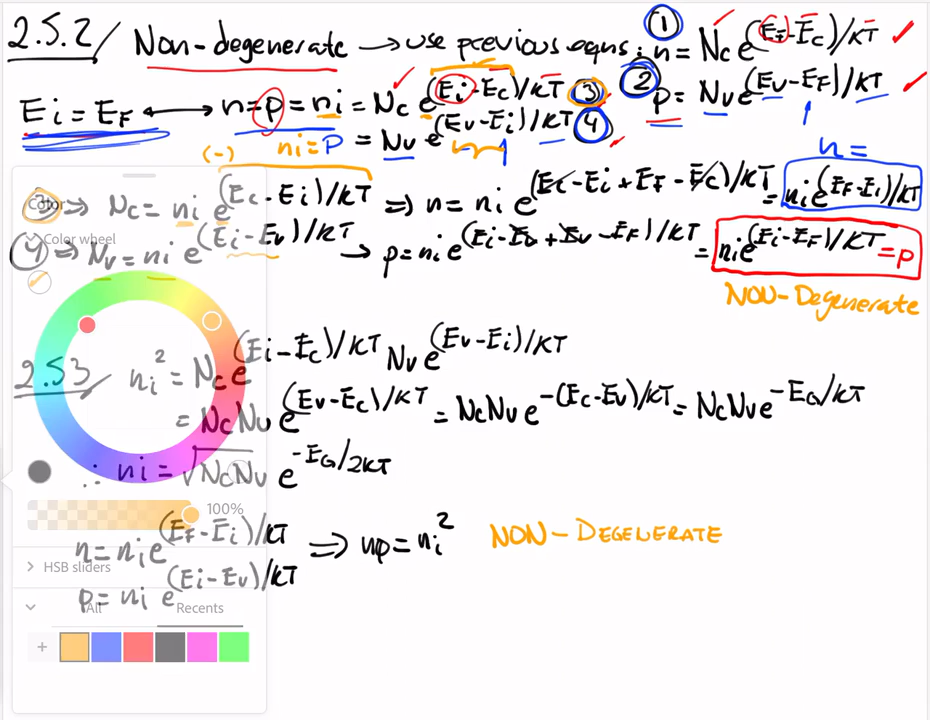 2.5.2/ Non-degenerate → use previous eqns: ① n = Nc e^(EF-Ec)/KT ✓
Ei = EF ↔ n=p=ni = Nc e^(Ei-Ec)/KT ③ ② p = Nv e^(Ev-EF)/KT ✓
ni=P = Nv e^(Ev-Ei)/KT ④ n=
(-)
③ ⇒ Nc = ni e^(Ec-Ei)/KT ⇒ n = ni e^(Ec-Ei+EF-Ec)/KT = ni e^(EF-Ei)/KT
④ ⇒ Nv = ni e^(Ei-Ev)/KT → p = ni e^(Ei-Ev+Ev-EF)/KT = ni e^(Ei-EF)/KT = p
NON-Degenerate
2.53/ ni² = Nc e^(Ei-Ec)/KT Nv e^(Ev-Ei)/KT
= NcNv e^(Ev-Ec)/KT = NcNv e^-(Ec-Ev)/KT = NcNv e^-EG/KT
∴ ni = √NcNv e^-EG/2KT
n = ni e^(EF-Ei)/KT ⇒ np = ni² NON-DEGENERATE
p = ni e^(Ei-Ev)/KT
Color
Color wheel
100%
HSB sliders
All Recents